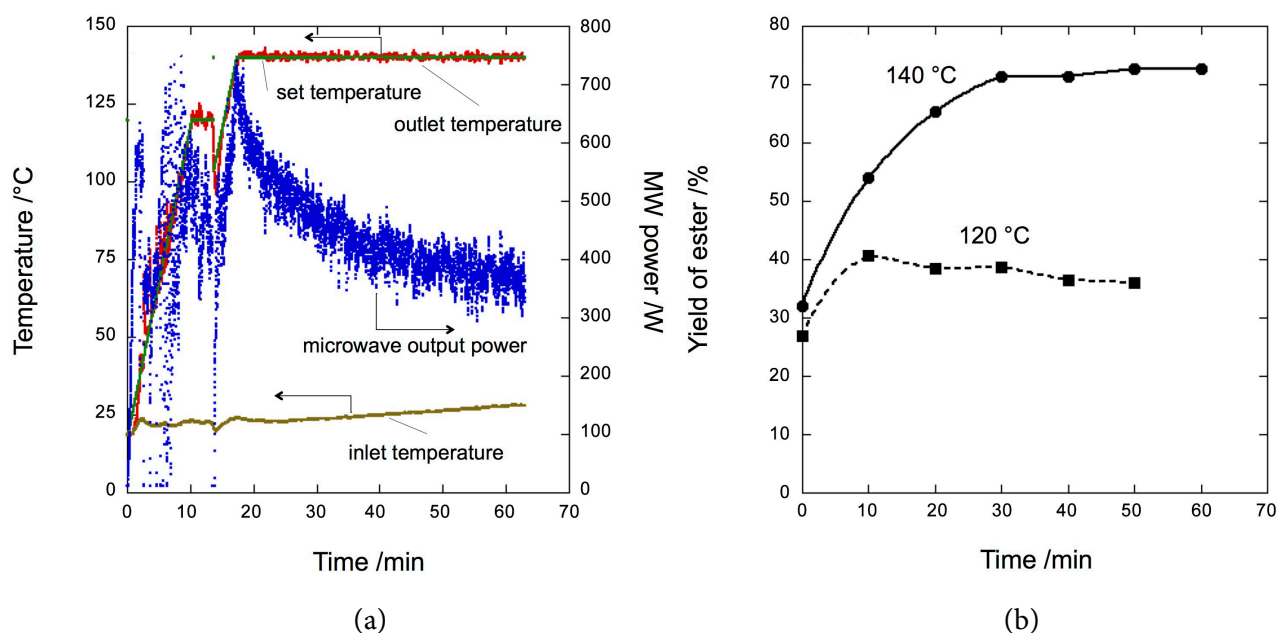 150
125
100
75
50
25
0
Temperature /°C
800
700
600
500
400
300
200
100
0
MW power /W
set temperature
outlet temperature
microwave output power
inlet temperature
0 10 20 30 40 50 60 70
Time /min
(a)
80
70
60
50
40
30
20
10
0
Yield of ester /%
140 °C
120 °C
0 10 20 30 40 50 60 70
Time /min
(b)